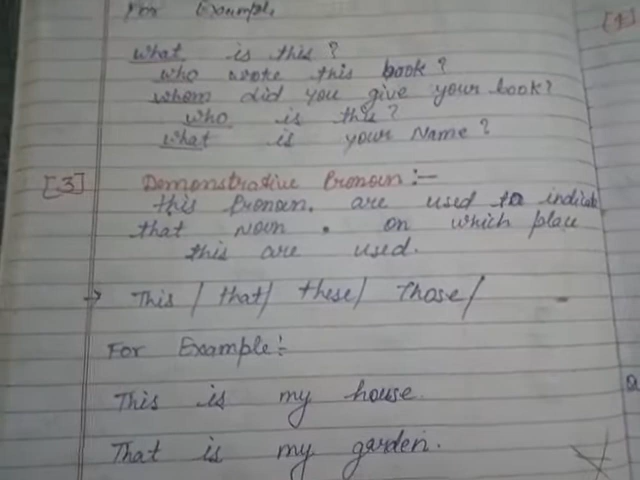 For Example,
What is this?
Who wrote this book?
whom did you give your book?
Who is this?
What is your Name?
[4]
[3] Demonstrative Pronoun:-
this Pronoun. are used to indicate
that Noun. on which place
this are used.
→ This / that / these / Those /
For Example:-
This is my house.
That is my garden.